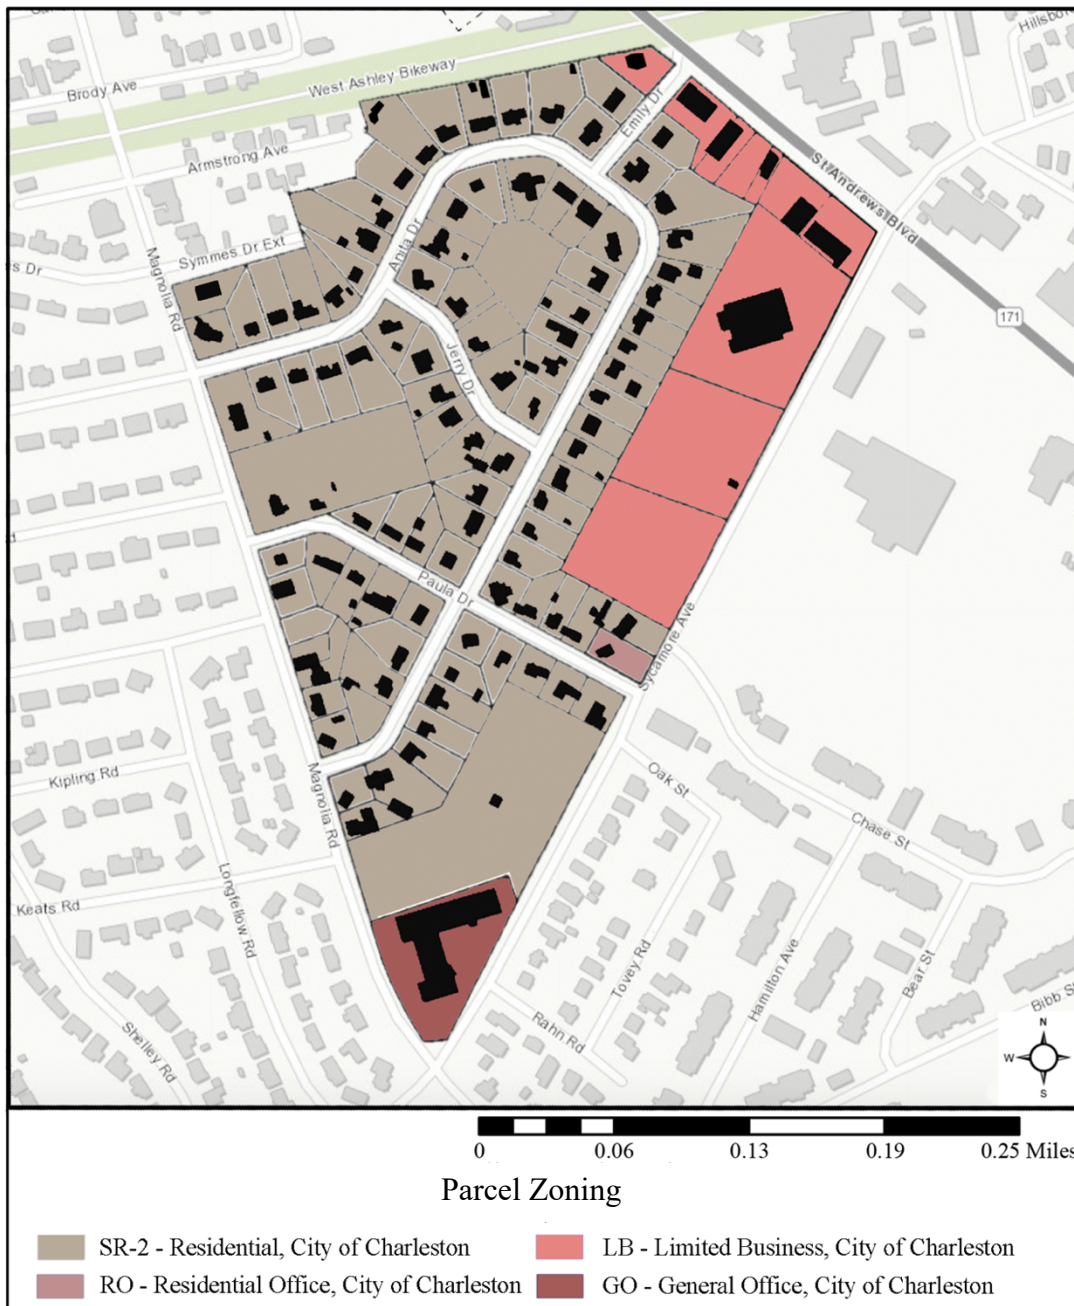 Hillsbo
Brody Ave
West Ashley Bikeway
Emily Dr
Armstrong Ave
St Andrews Blvd
Symmes Dr Ext
s Dr
Anita Dr
Magnolia Rd
171
Jerry Dr
d
Paula Dr
Sycamore Ave
Kipling Rd
Magnolia Rd
Oak St
Chase St
Longfellow Rd
Keats Rd
Tovey Rd
Hamilton Ave
Bear St
Bibb S
Rahn Rd
Shelley Rd
N
W
S
0 0.06 0.13 0.19 0.25 Miles
Parcel Zoning
SR-2 - Residential, City of Charleston
LB - Limited Business, City of Charleston
RO - Residential Office, City of Charleston
GO - General Office, City of Charleston